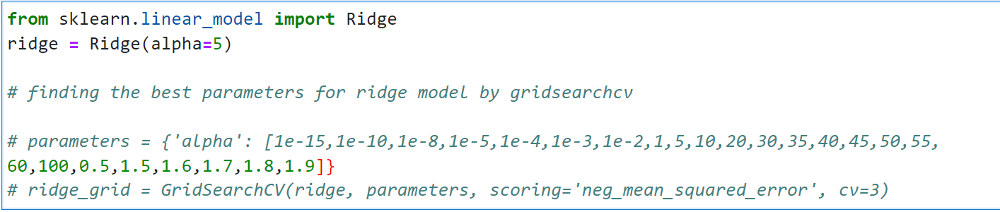 from sklearn.linear_model import Ridge
ridge = Ridge(alpha=5)
# finding the best parameters for ridge model by gridsearchcv
# parameters = {'alpha': [1e-15,1e-10,1e-8,1e-5,1e-4,1e-3,1e-2,1,5,10,20,30,35,40,45,50,55,
60,100,0.5,1.5,1.6,1.7,1.8,1.9]}
# ridge_grid = GridSearchCV(ridge, parameters, scoring='neg_mean_squared_error', cv=3)